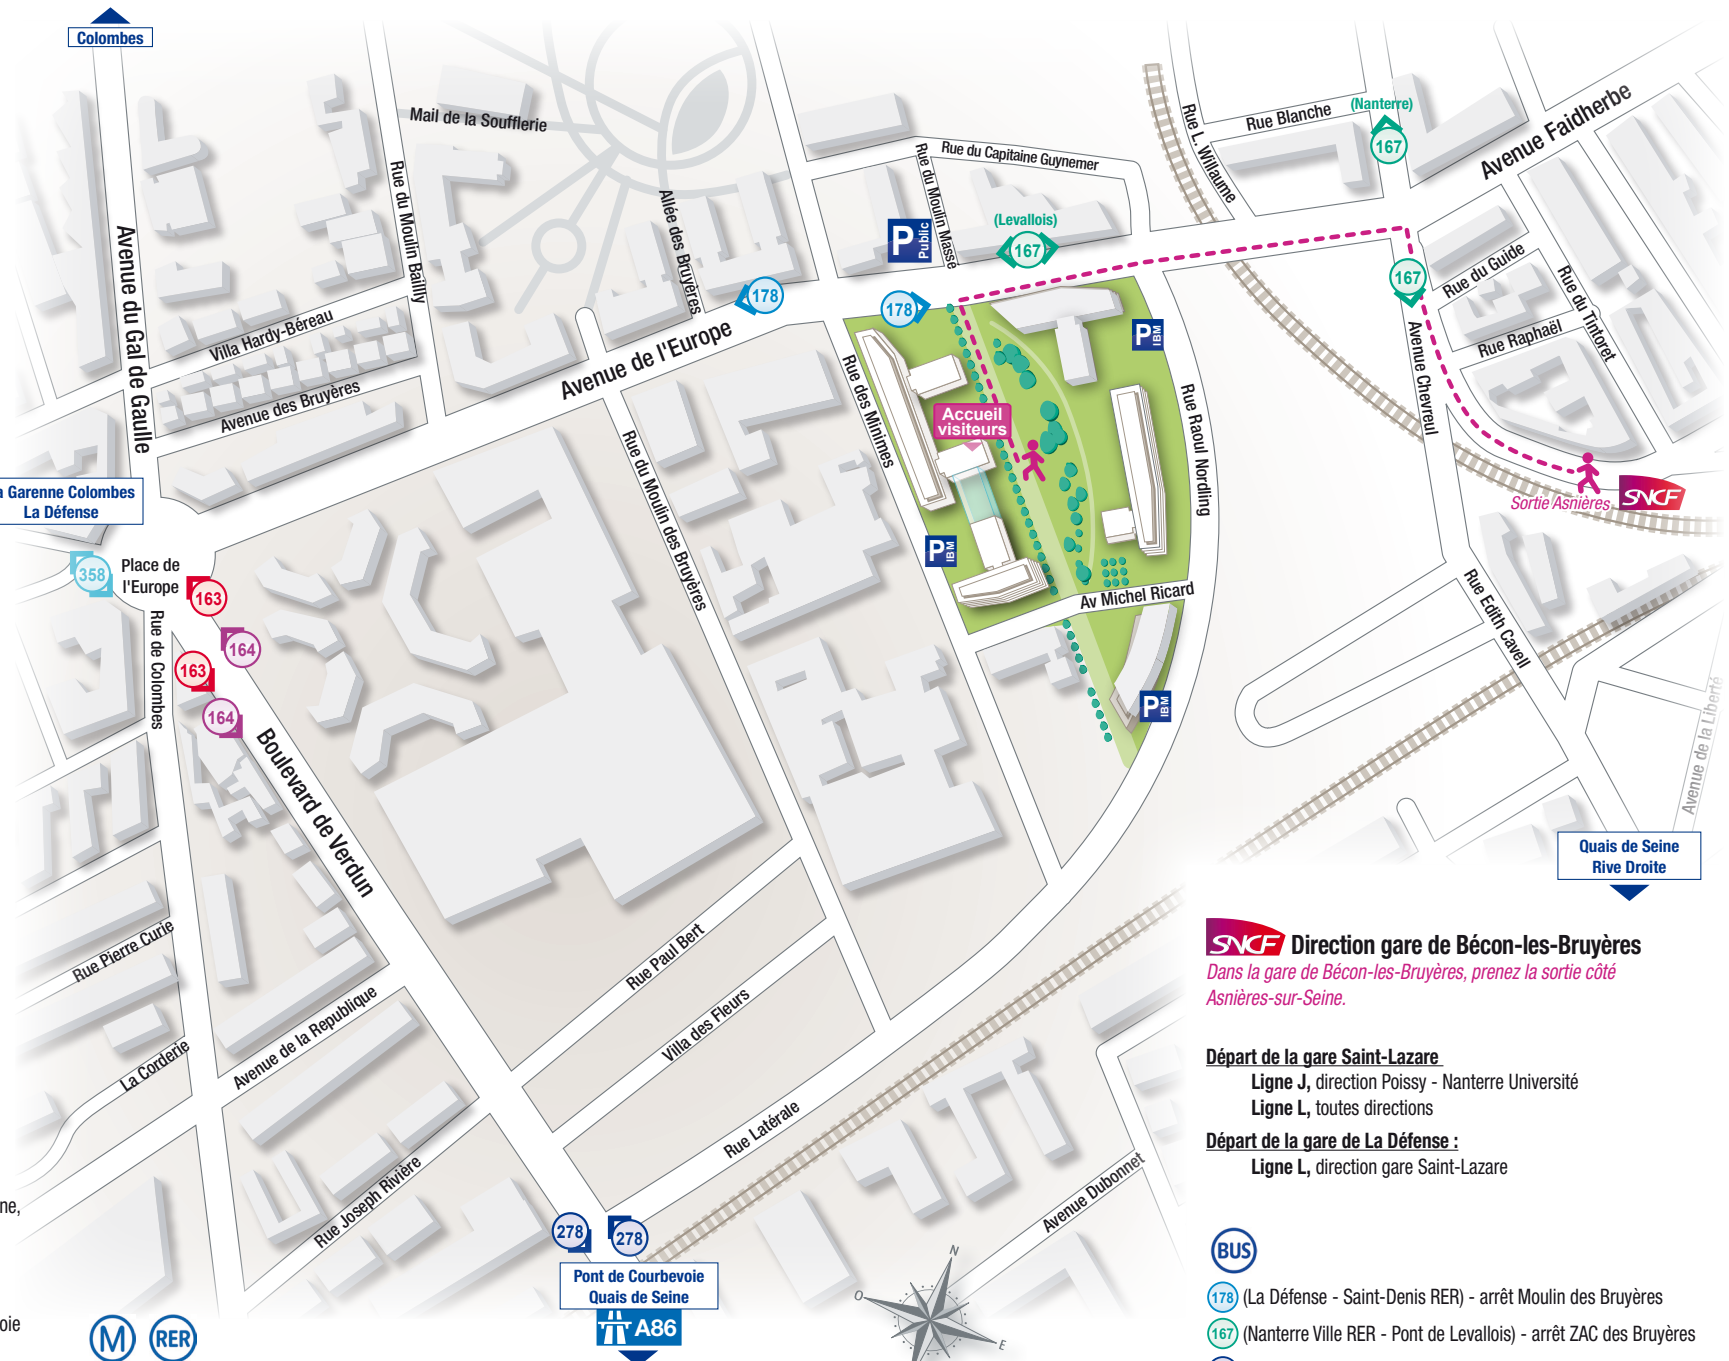 Colombes
Mail de la Soufflerie
Rue du Capitaine Guynemer
Rue du Moulin Masse
Rue L. Willaume
Rue Blanche
(Nanterre)
167
Avenue Faidherbe
Avenue du Gal de Gaulle
Rue du Moulin Bailly
Allée des Bruyères
P Public
(Levallois)
167
178
178
167
Rue du Guide
Rue du Tintoret
Rue Raphaël
Avenue Chevreul
Villa Hardy-Béreau
Avenue des Bruyères
Avenue de l'Europe
Rue des Minimes
P IBM
Accueil
visiteurs
Rue Raoul Nordling
Rue du Moulin des Bruyères
Sortie Asnières
SNCF
a Garenne Colombes
La Défense
358
Place de
l'Europe
163
164
163
164
Rue de Colombes
P IBM
Av Michel Ricard
P IBM
Rue Edith Cavell
Avenue de la Liberté
Boulevard de Verdun
Quais de Seine
Rive Droite
Rue Pierre Curie
La Corderie
Avenue de la Republique
Rue Paul Bert
Villa des Fleurs
Rue Latérale
Rue Joseph Rivière
Avenue Dubonnet
278
278
Pont de Courbevoie
Quais de Seine
A86
N
O
E
ne,
oie
M
RER
SNCF Direction gare de Bécon-les-Bruyères
Dans la gare de Bécon-les-Bruyères, prenez la sortie côté
Asnières-sur-Seine.
Départ de la gare Saint-Lazare
Ligne J, direction Poissy - Nanterre Université
Ligne L, toutes directions
Départ de la gare de La Défense :
Ligne L, direction gare Saint-Lazare
BUS
178 (La Défense - Saint-Denis RER) - arrêt Moulin des Bruyères
167 (Nanterre Ville RER - Pont de Levallois) - arrêt ZAC des Bruyères